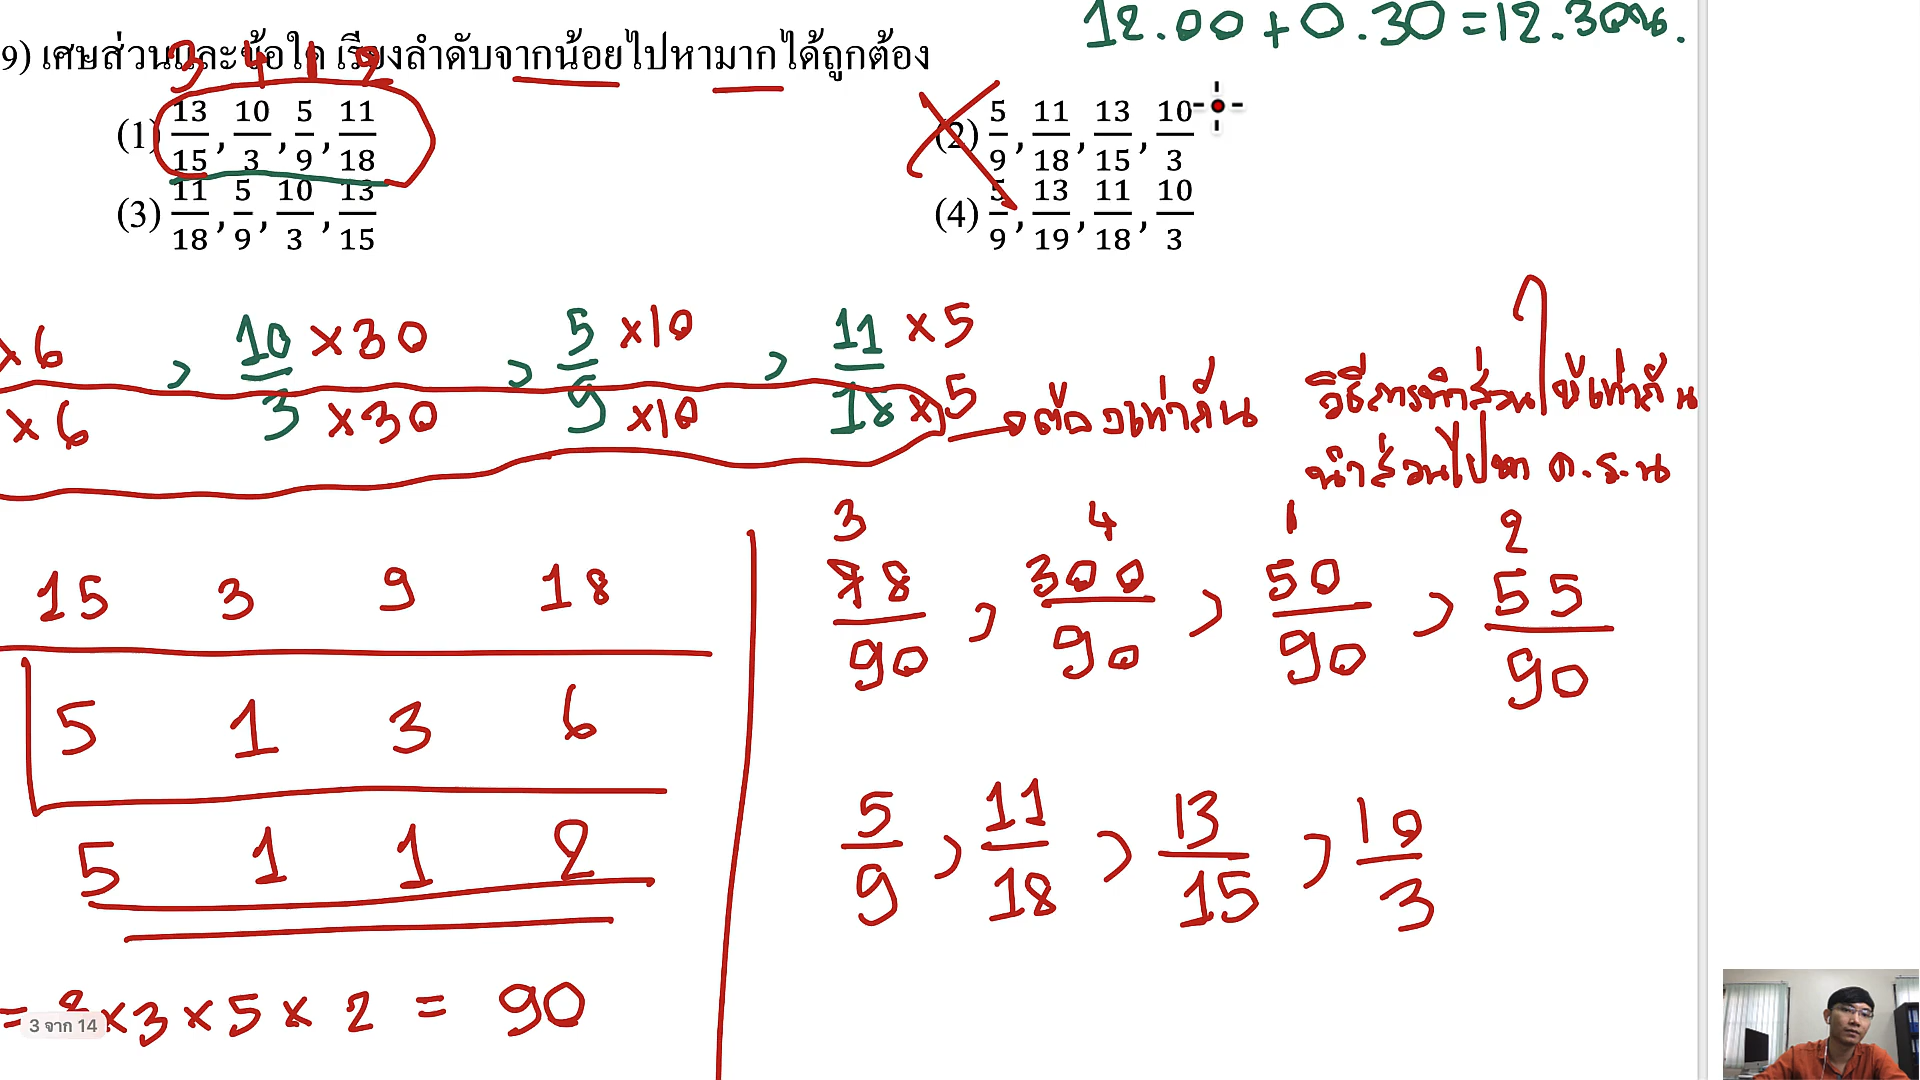 12.00 + 0.30 = 12.30 น.
9) เศษส่วนและข้อใด เรียงลำดับจากน้อยไปหามากได้ถูกต้อง
3 4 1 2
(1) 13/15, 10/3, 5/9, 11/18
(2) 5/9, 11/18, 13/15, 10/3
(3) 11/18, 5/9, 10/3, 13/15
(4) 5/9, 13/19, 11/18, 10/3
×6 , 10 ×30 , 5 ×10 , 11 ×5
×6 3 ×30 9 ×10 18 ×5
ต้องเท่ากัน
วิธีการทำส่วนให้เท่ากัน
นำส่วนไปหา ค.ร.น
15 3 9 18
5 1 3 6
5 1 1 2
= 3 × 3 × 5 × 2 = 90
3 จาก 14
3 4 1 2
78/90 , 300/90 , 50/90 , 55/90
5/9 , 11/18 , 13/15 , 10/3